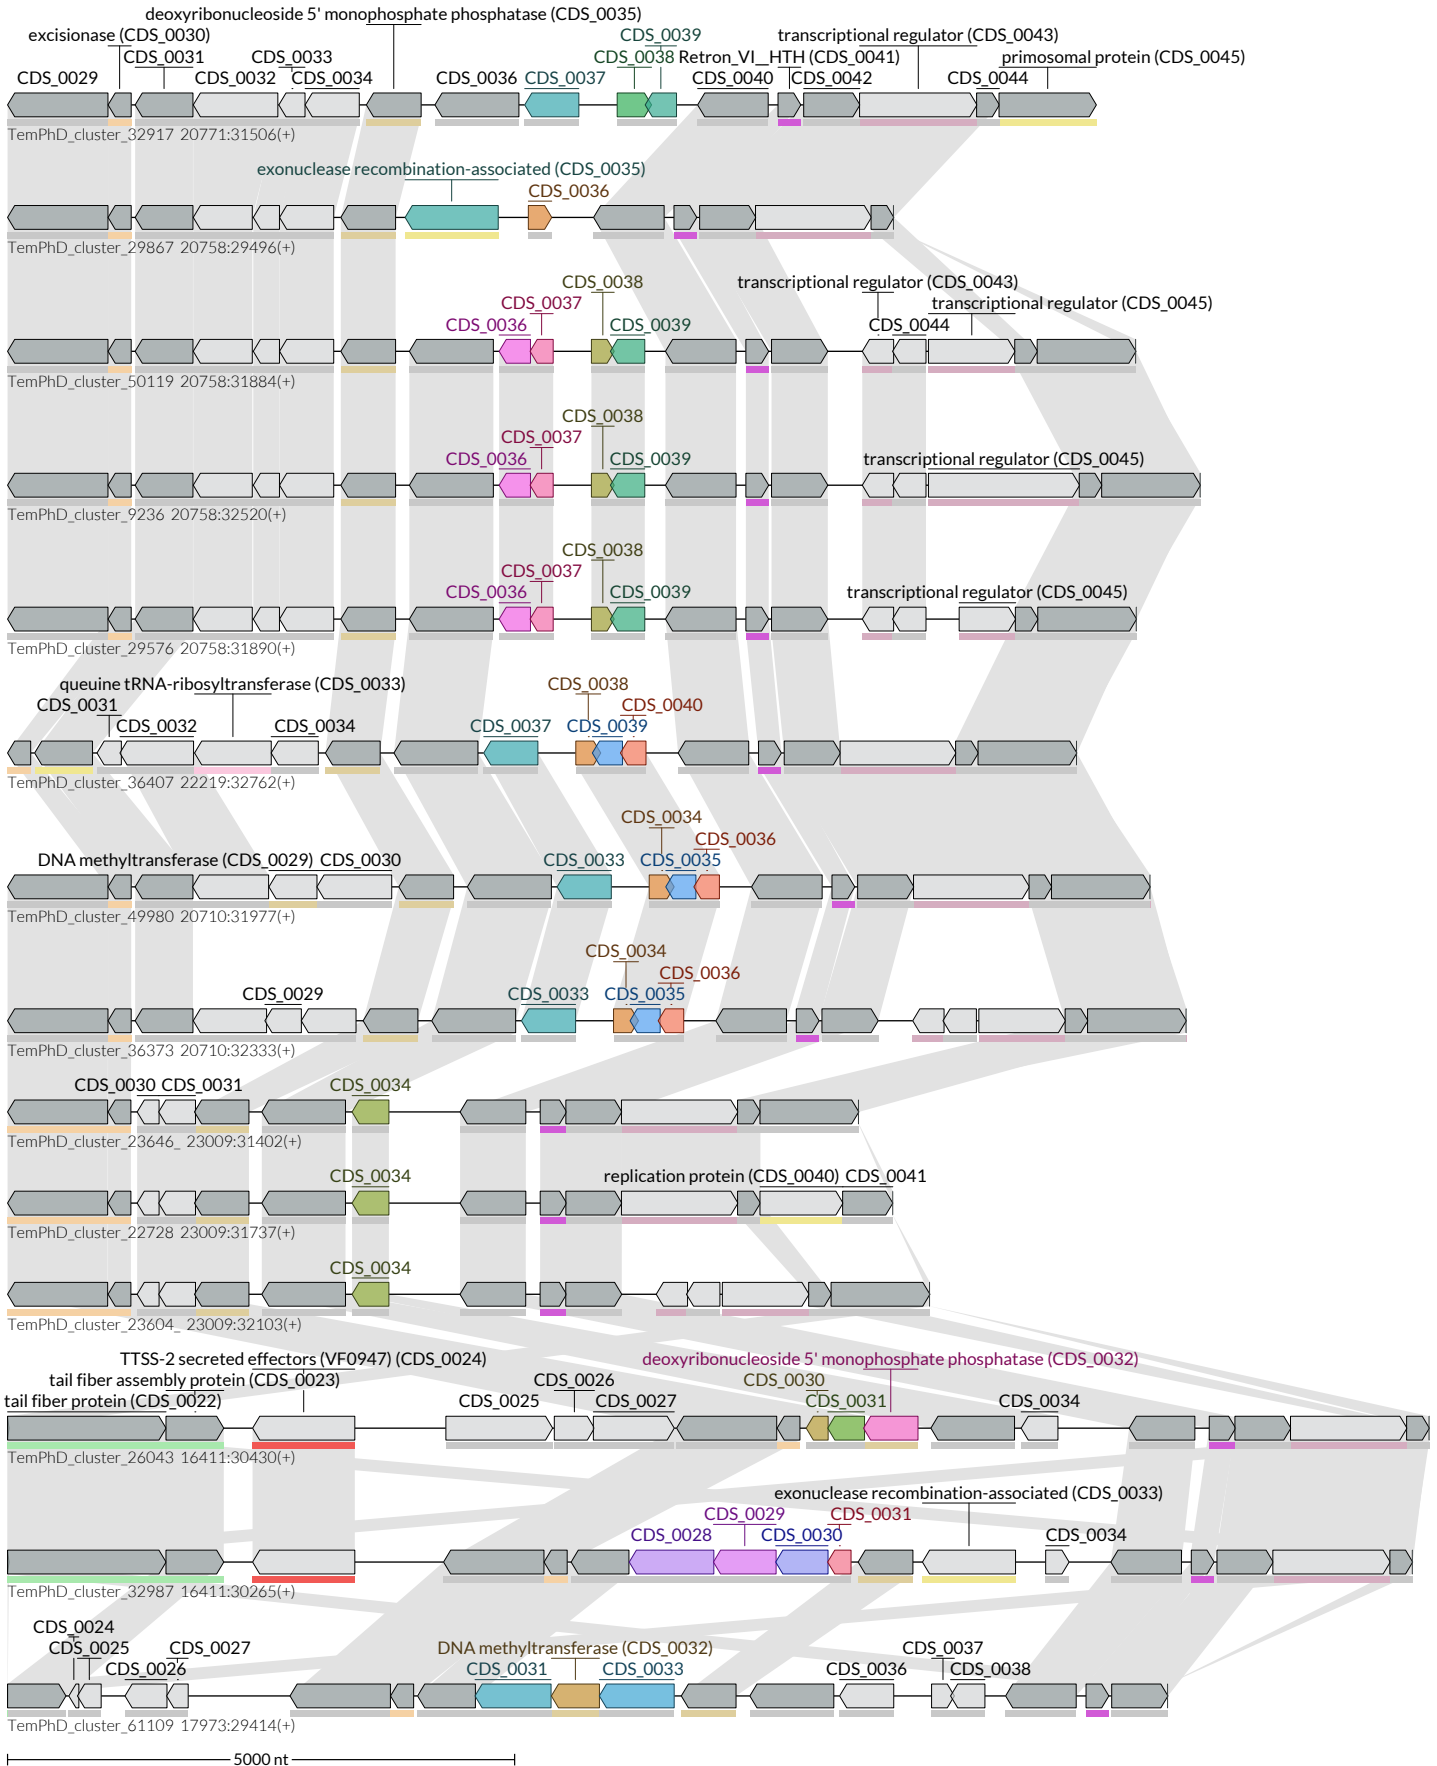 deoxyribonucleoside 5' monophosphate phosphatase (CDS_0035)
excisionase (CDS_0030) CDS_0039 transcriptional regulator (CDS_0043)
CDS_0031 CDS_0033 CDS_0038 Retron_VI_HTH (CDS_0041) primosomal protein (CDS_0045)
CDS_0029 CDS_0032 CDS_0034 CDS_0036 CDS_0037 CDS_0040 CDS_0042 CDS_0044
TemPhD_cluster_32917 20771:31506(+)
exonuclease recombination-associated (CDS_0035)
CDS_0036
TemPhD_cluster_29867 20758:29496(+)
CDS_0038 transcriptional regulator (CDS_0043)
CDS_0037 transcriptional regulator (CDS_0045)
CDS_0036 CDS_0039 CDS_0044
TemPhD_cluster_50119 20758:31884(+)
CDS_0038
CDS_0037
CDS_0036 CDS_0039 transcriptional regulator (CDS_0045)
TemPhD_cluster_9236 20758:32520(+)
CDS_0038
CDS_0037
CDS_0036 CDS_0039 transcriptional regulator (CDS_0045)
TemPhD_cluster_29576 20758:31890(+)
queuine tRNA-ribosyltransferase (CDS_0033) CDS_0038
CDS_0031 CDS_0040
CDS_0032 CDS_0034 CDS_0037 CDS_0039
TemPhD_cluster_36407 22219:32762(+)
CDS_0034
CDS_0036
DNA methyltransferase (CDS_0029) CDS_0030 CDS_0033 CDS_0035
TemPhD_cluster_49980 20710:31977(+)
CDS_0034
CDS_0036
CDS_0029 CDS_0033 CDS_0035
TemPhD_cluster_36373 20710:32333(+)
CDS_0030 CDS_0031 CDS_0034
TemPhD_cluster_23646_ 23009:31402(+)
CDS_0034 replication protein (CDS_0040) CDS_0041
TemPhD_cluster_22728 23009:31737(+)
CDS_0034
TemPhD_cluster_23604_ 23009:32103(+)
TTSS-2 secreted effectors (VF0947) (CDS_0024) deoxyribonucleoside 5' monophosphate phosphatase (CDS_0032)
tail fiber assembly protein (CDS_0023) CDS_0026 CDS_0030
tail fiber protein (CDS_0022) CDS_0025 CDS_0027 CDS_0031 CDS_0034
TemPhD_cluster_26043 16411:30430(+)
exonuclease recombination-associated (CDS_0033)
CDS_0029 CDS_0031
CDS_0028 CDS_0030 CDS_0034
TemPhD_cluster_32987 16411:30265(+)
CDS_0024
CDS_0025 CDS_0027 DNA methyltransferase (CDS_0032) CDS_0037
CDS_0026 CDS_0031 CDS_0033 CDS_0036 CDS_0038
TemPhD_cluster_61109 17973:29414(+)
5000 nt